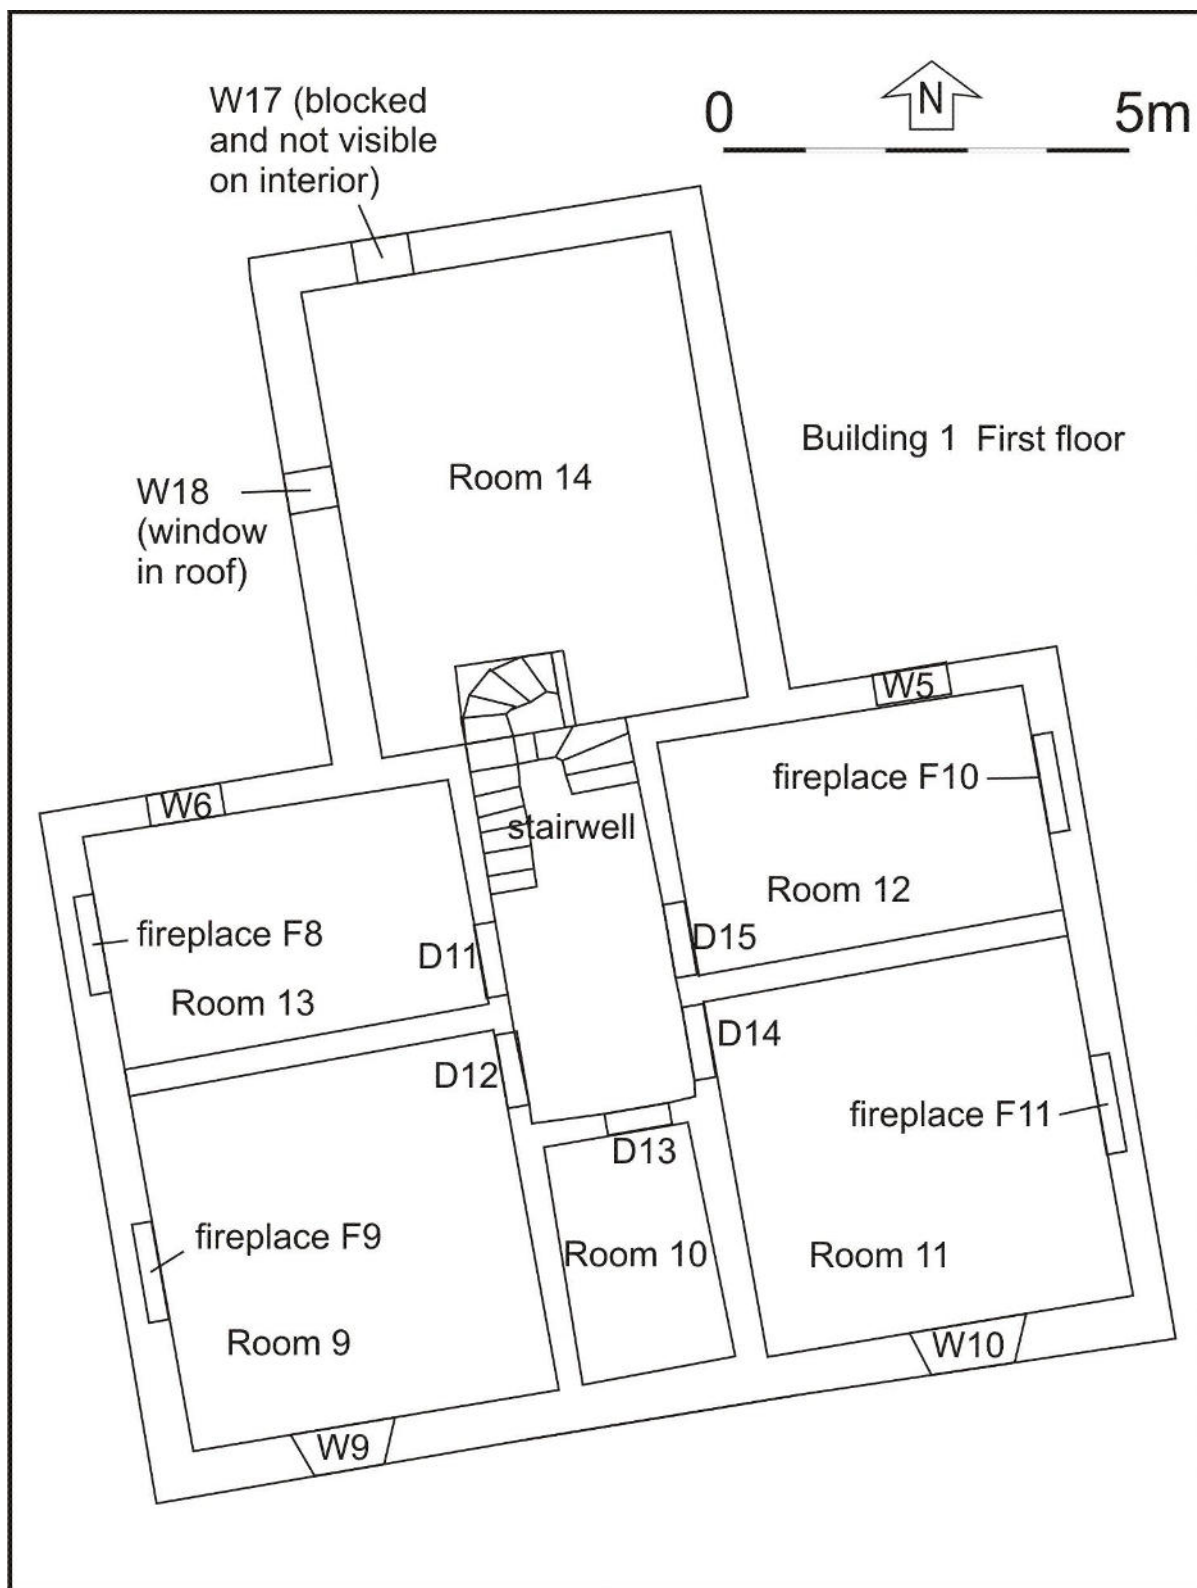 W17 (blocked
and not visible
on interior)
0
N
5m
Building 1 First floor
Room 14
W18
(window
in roof)
W5
fireplace F10
W6
stairwell
Room 12
fireplace F8
D11
D15
Room 13
D14
D12
fireplace F11
D13
fireplace F9
Room 10
Room 11
Room 9
W10
W9